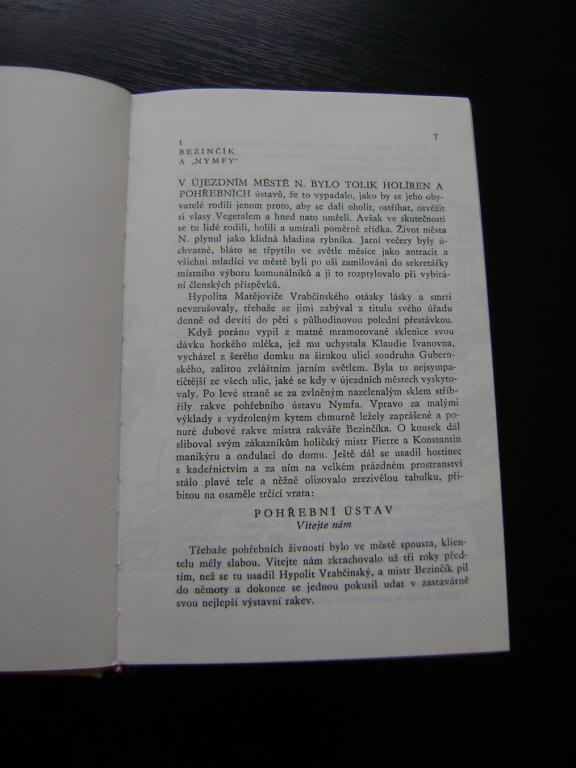 7
I
BEZINČÍK
A „NYMFY“
V ÚJEZDNÍM MĚSTĚ N. BYLO TOLIK HOLÍREN A
POHŘEBNÍCH ústavů, že to vypadalo, jako by se jeho oby-
vatelé rodili jenom proto, aby se dali oholit, ostříhat, osvěžit
si vlasy Vegetalem a hned nato umřeli. Avšak ve skutečnosti
se tu lidé rodili, holili a umírali poměrně zřídka. Život města
N. plynul jako klidná hladina rybníka. Jarní večery byly ú-
chvatné, bláto se třpytilo ve světle měsíce jako antracit a
všichni mladíci ve městě byli po uši zamilováni do sekretářky
místního výboru komunálníků a ji to rozptylovalo při vybírá-
ní členských příspěvků.
Hypolita Matějoviče Vrabčinského otázky lásky a smrti
nevzrušovaly, třebaže se jimi zabýval z titulu svého úřadu
denně od devíti do pěti s půlhodinovou polední přestávkou.
Když poránu vypil z matné mramorované sklenice svou
dávku horkého mléka, jež mu uchystala Klaudie Ivanovna,
vycházel z šerého domku na širokou ulici soudruha Gubern-
ského, zalitou zvláštním jarním světlem. Byla to nejsympa-
tičtější ze všech ulic, jaké se kdy v újezdních městech vyskyto-
valy. Po levé straně se za zvlněným nazelenalým sklem stříb-
řily rakve pohřebního ústavu Nymfa. Vpravo za malými
výklady s vydroleným kytem chmurně ležely zaprášené a po-
nuré dubové rakve mistra rakváře Bezinčíka. O kousek dál
sliboval svým zákazníkům holičský mistr Pierre a Konstantin
manikýru a ondulaci do domu. Ještě dál se usadil hostinec
s kadeřnictvím a za ním na velkém prázdném prostranství
stálo plavé tele a něžně olizovalo zrezivělou tabulku, při-
bitou na osaměle trčící vrata:
POHŘEBNÍ ÚSTAV
Vítejte nám
Třebaže pohřebních živností bylo ve městě spousta, klien-
telu měly slabou. Vítejte nám zkrachovalo už tři roky před-
tím, než se tu usadil Hypolit Vrabčinský, a mistr Bezinčík pil
do němoty a dokonce se jednou pokusil udat v zastavárně
svou nejlepší výstavní rakev.